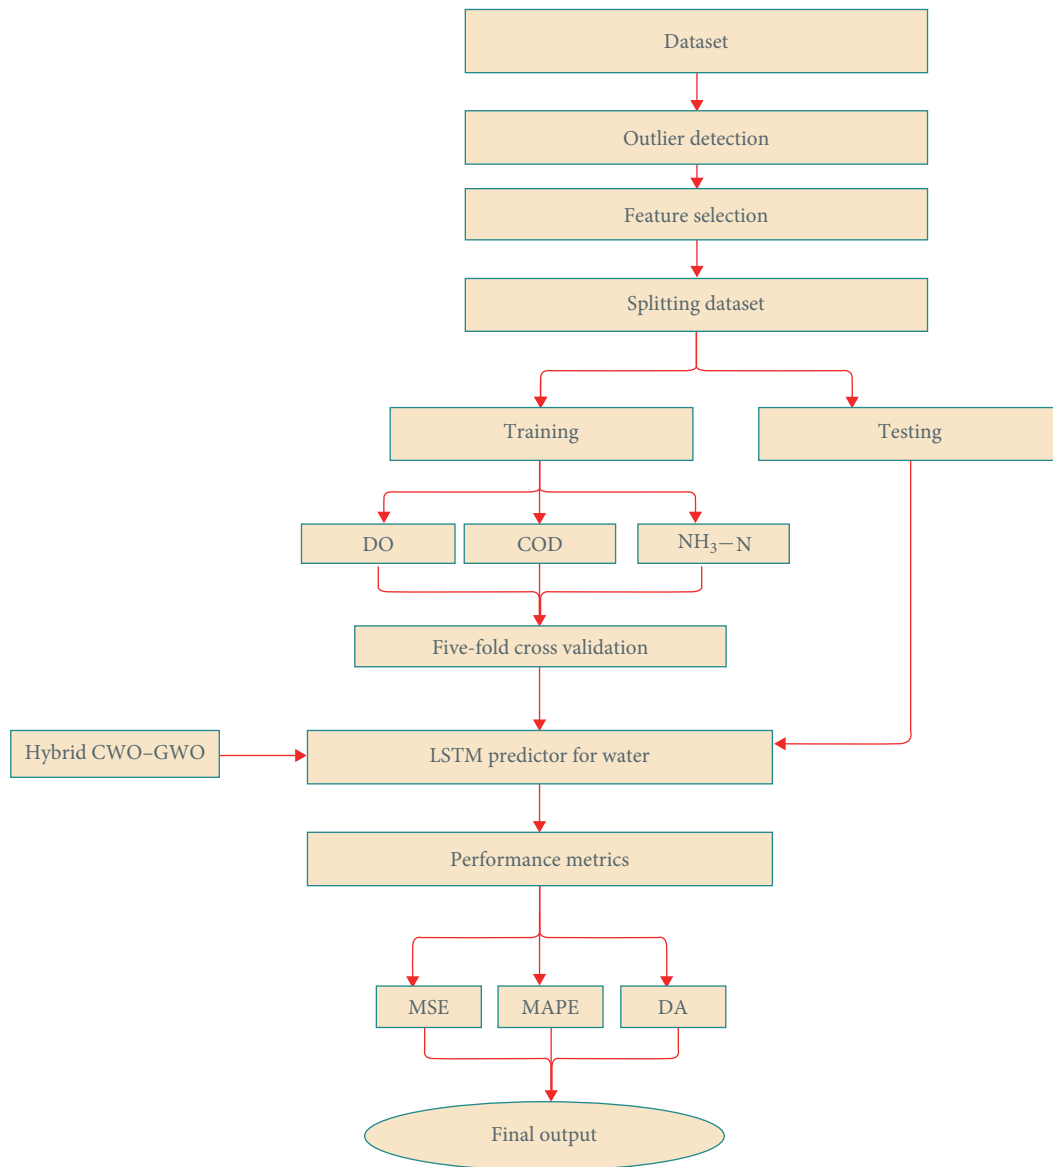 Dataset
Outlier detection
Feature selection
Splitting dataset
Training
Testing
DO
COD
NH₃−N
Five-fold cross validation
Hybrid CWO–GWO
LSTM predictor for water
Performance metrics
MSE
MAPE
DA
Final output